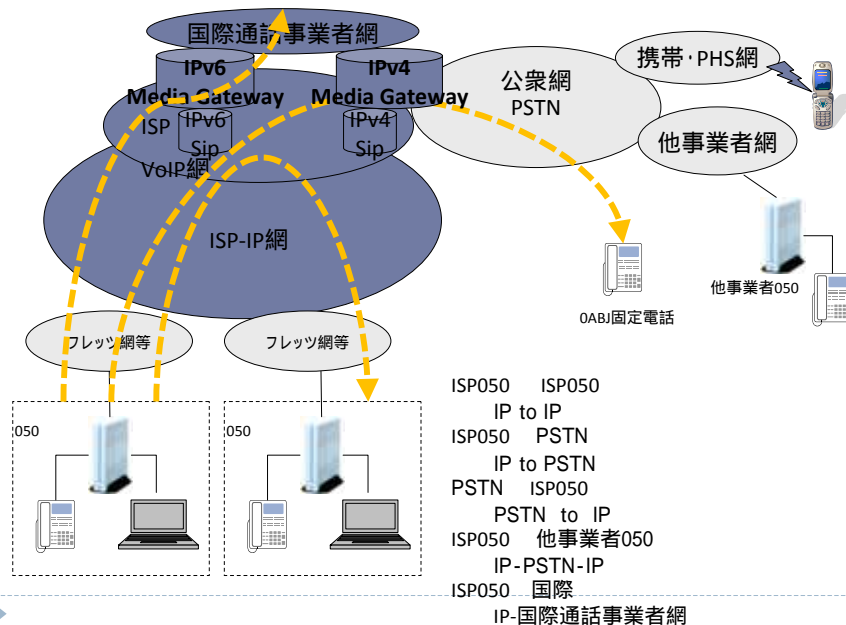 国際通話事業者網
IPv6
Media Gateway
IPv4
Media Gateway
ISP
VoIP網
IPv6
Sip
IPv4
Sip
ISP-IP網
公衆網
PSTN
携帯・PHS網
他事業者網
他事業者050
0ABJ固定電話
フレッツ網等
フレッツ網等
050
050
ISP050 ISP050
IP to IP
ISP050 PSTN
IP to PSTN
PSTN ISP050
PSTN to IP
ISP050 他事業者050
IP-PSTN-IP
ISP050 国際
IP-国際通話事業者網